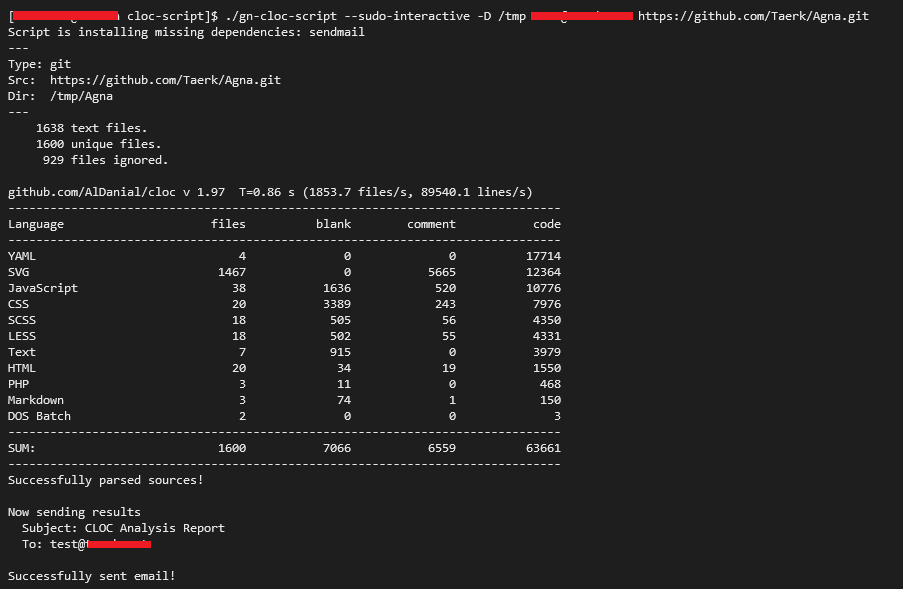 [ cloc-script]$ ./gn-cloc-script --sudo-interactive -D /tmp https://github.com/Taerk/Agna.git
Script is installing missing dependencies: sendmail
---
Type: git
Src:  https://github.com/Taerk/Agna.git
Dir:  /tmp/Agna
---
    1638 text files.
    1600 unique files.
     929 files ignored.

github.com/AlDanial/cloc v 1.97  T=0.86 s (1853.7 files/s, 89540.1 lines/s)
-------------------------------------------------------------------------------
Language                     files          blank        comment           code
-------------------------------------------------------------------------------
YAML                             4              0              0          17714
SVG                           1467              0           5665          12364
JavaScript                      38           1636            520          10776
CSS                             20           3389            243           7976
SCSS                            18            505             56           4350
LESS                            18            502             55           4331
Text                             7            915              0           3979
HTML                            20             34             19           1550
PHP                              3             11              0            468
Markdown                         3             74              1            150
DOS Batch                        2              0              0              3
-------------------------------------------------------------------------------
SUM:                          1600           7066           6559          63661
-------------------------------------------------------------------------------
Successfully parsed sources!

Now sending results
  Subject: CLOC Analysis Report
  To: test@

Successfully sent email!